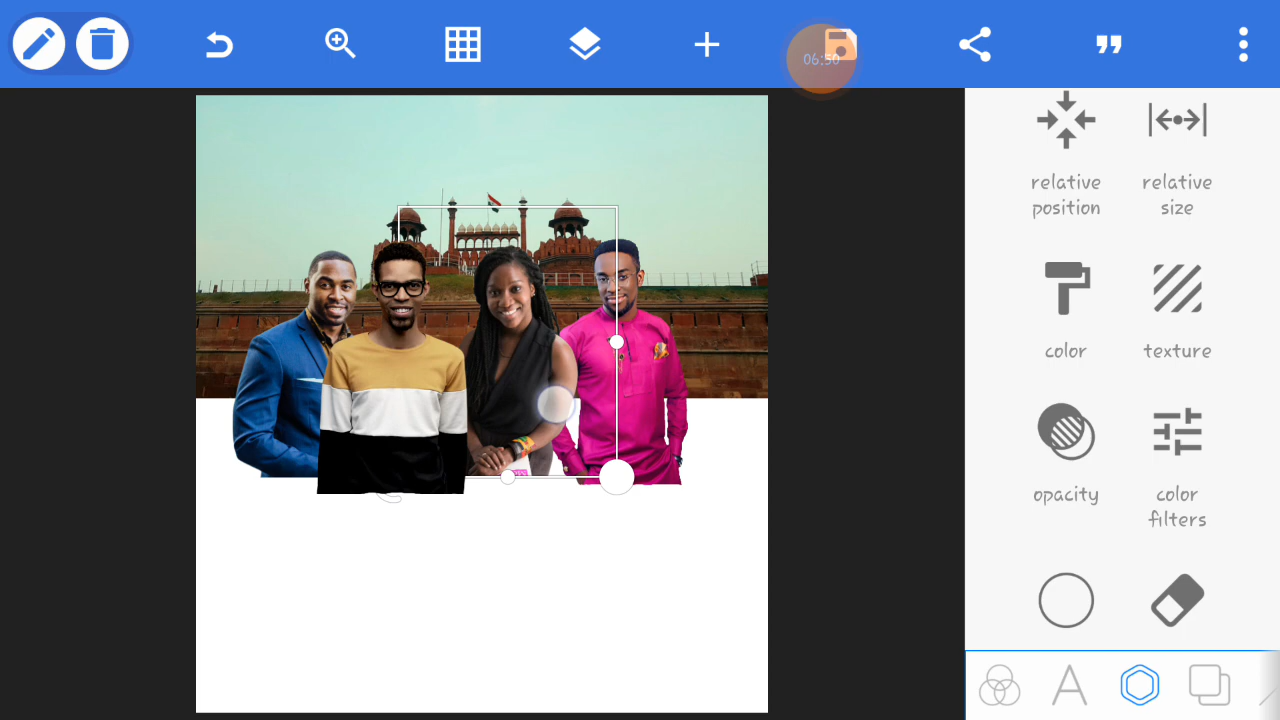 06:50
relative
position
relative
size
color
texture
opacity
color
filters